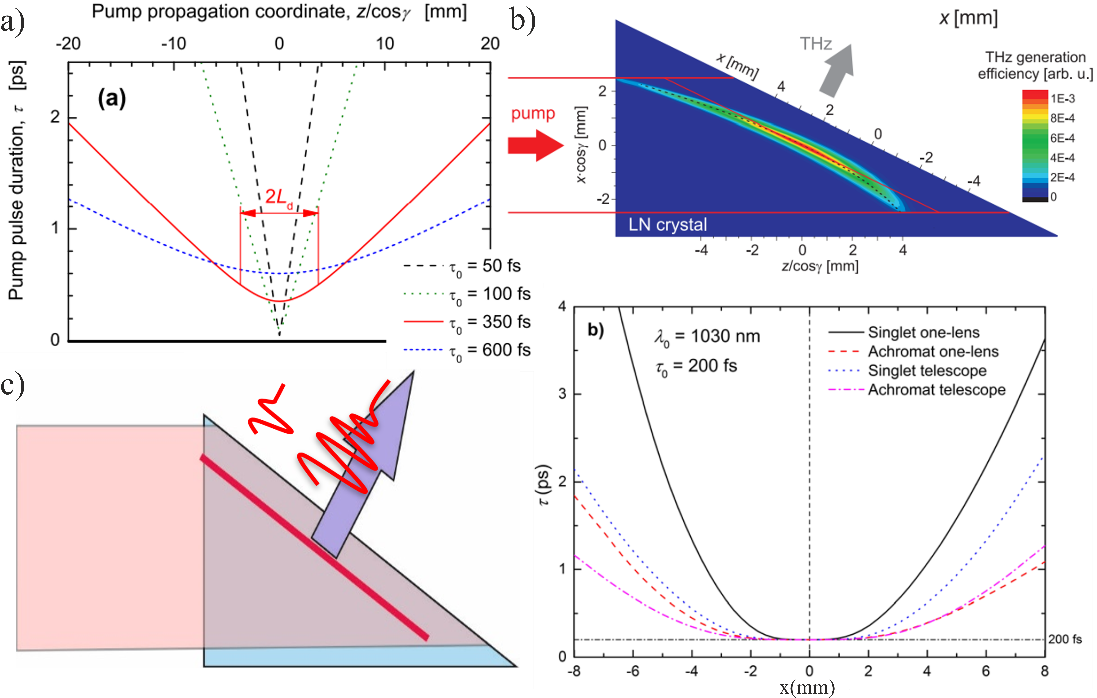 a)
Pump propagation coordinate, z/cosγ [mm]
-20 -10 0 10 20
Pump pulse duration, τ [ps]
2
1
0
(a)
2L_d
τ₀ = 50 fs
τ₀ = 100 fs
τ₀ = 350 fs
τ₀ = 600 fs
b)
x [mm]
THz
x [mm]
4
2
0
-2
-4
pump
x·cosγ [mm]
2
0
-2
LN crystal
-4 -2 0 2 4
z/cosγ [mm]
THz generation
efficiency [arb. u.]
1E-3
8E-4
6E-4
4E-4
2E-4
0
c)
b)
λ₀ = 1030 nm
τ₀ = 200 fs
Singlet one-lens
Achromat one-lens
Singlet telescope
Achromat telescope
τ (ps)
4
3
2
1
0
200 fs
-8 -6 -4 -2 0 2 4 6 8
x(mm)